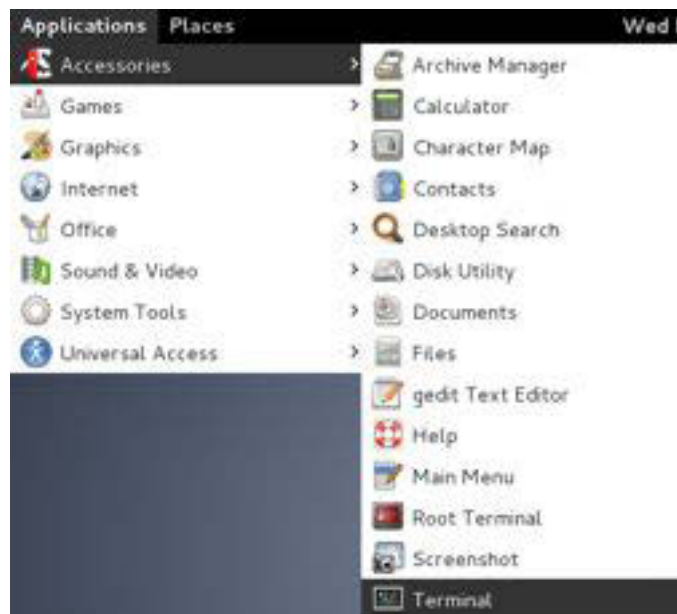 Applications Places Wed
Accessories
Games
Graphics
Internet
Office
Sound & Video
System Tools
Universal Access
Archive Manager
Calculator
Character Map
Contacts
Desktop Search
Disk Utility
Documents
Files
gedit Text Editor
Help
Main Menu
Root Terminal
Screenshot
Terminal